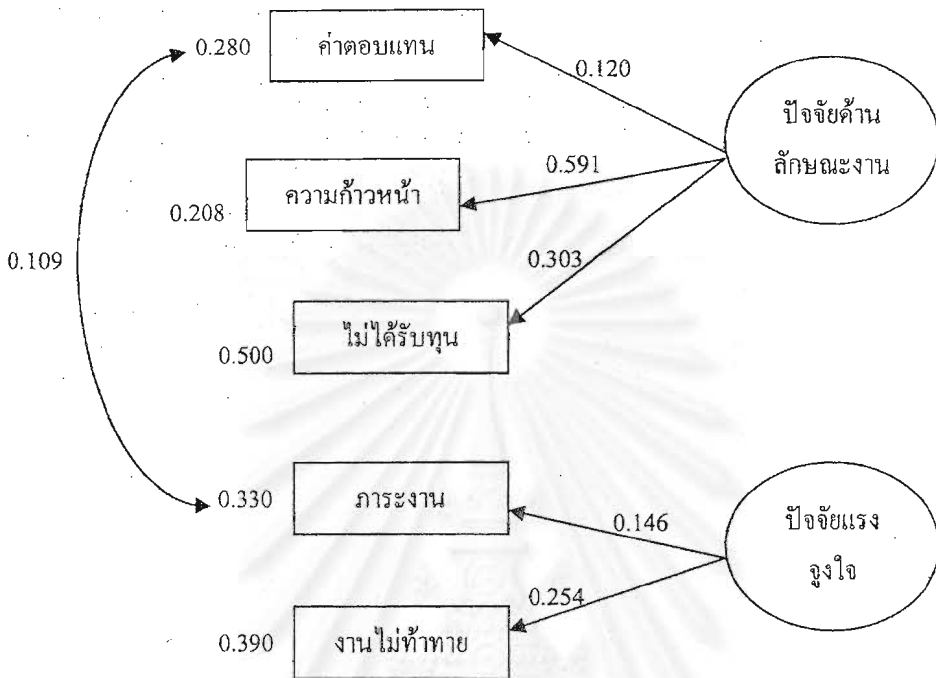 0.280
ค่าตอบแทน
0.120
ปัจจัยด้าน
ลักษณะงาน
0.591
ความก้าวหน้า
0.208
0.109
0.303
ไม่ได้รับทุน
0.500
0.330
ภาระงาน
0.146
ปัจจัยแรง
จูงใจ
0.254
0.390
งานไม่ท้าทาย